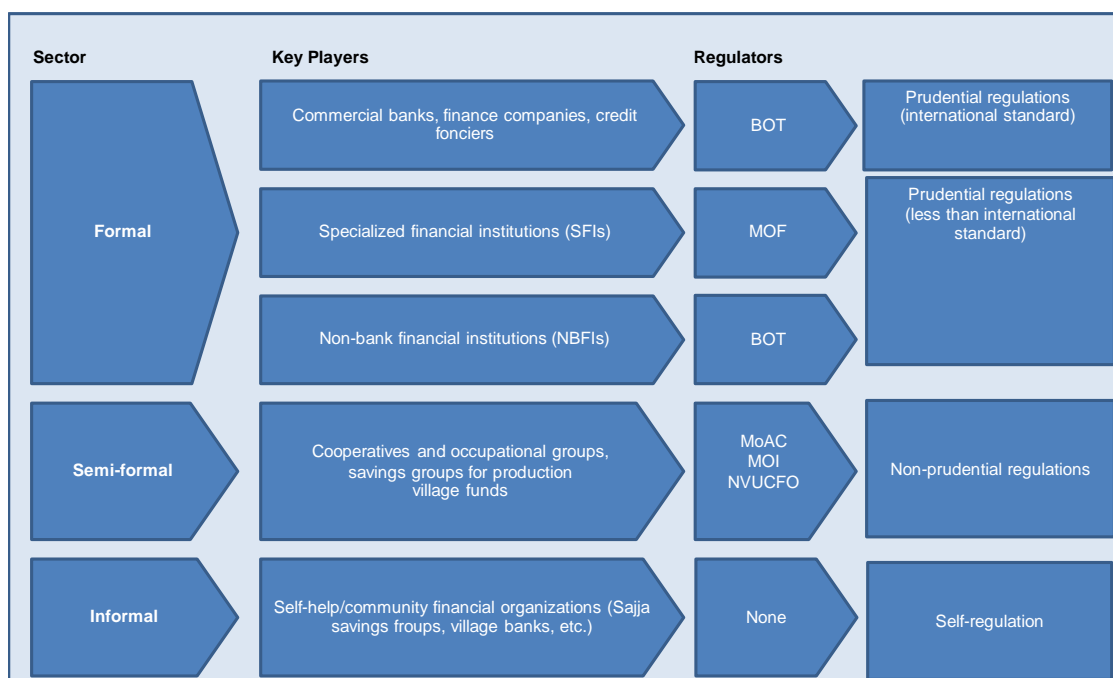 Sector
Key Players
Regulators
Formal
Commercial banks, finance companies, credit
fonciers
BOT
Prudential regulations
(international standard)
Specialized financial institutions (SFIs)
MOF
Prudential regulations
(less than international
standard)
Non-bank financial institutions (NBFIs)
BOT
Semi-formal
Cooperatives and occupational groups,
savings groups for production
village funds
MoAC
MOI
NVUCFO
Non-prudential regulations
Informal
Self-help/community financial organizations (Sajja
savings froups, village banks, etc.)
None
Self-regulation